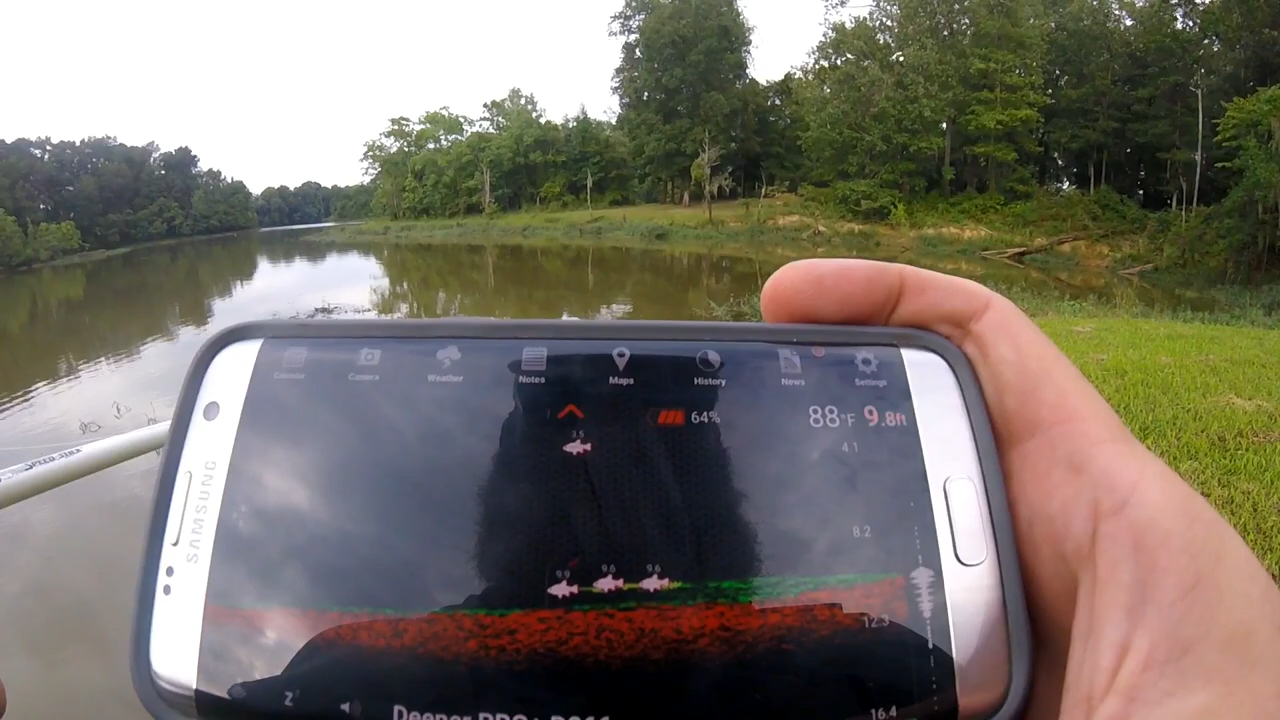 Calendar Camera Weather Notes Maps History News Settings
64% 88°F 9.8ft
3.5
4.1
8.2
9.9 9.6 9.6
12.3
16.4
SAMSUNG